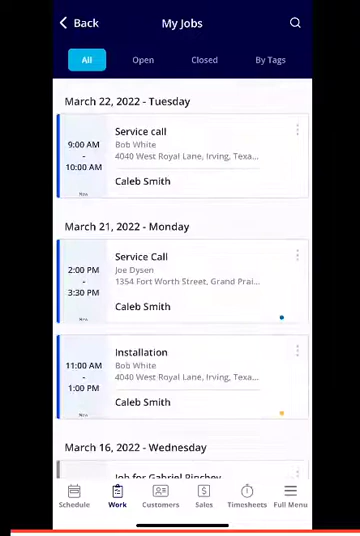 Back
My Jobs
All
Open
Closed
By Tags
March 22, 2022 - Tuesday
9:00 AM
-
10:00 AM
Service call
Bob White
4040 West Royal Lane, Irving, Texa...
Caleb Smith
March 21, 2022 - Monday
2:00 PM
-
3:30 PM
Service Call
Joe Dysen
1354 Fort Worth Street, Grand Prai...
Caleb Smith
11:00 AM
-
1:00 PM
Installation
Bob White
4040 West Royal Lane, Irving, Texa...
Caleb Smith
March 16, 2022 - Wednesday
Job for Gabriel Pinchev
Schedule
Work
Customers
Sales
Timesheets
Full Menu